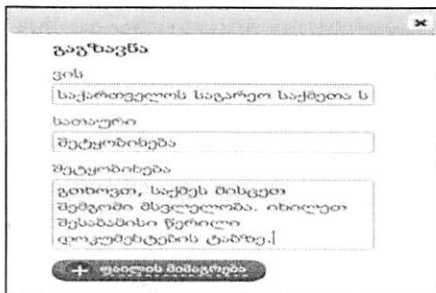 გაგზავნა
ვის
საქართველოს საგარეო საქმეთა ს
სათაური
შეტყობინება
შეტყობინება
გთხოვთ, საქმეს მისცეთ
შემგომი მსვლელობა. იხილეთ
შესაბამისი წერილი
დოკუმენტების ტაბზე.
ფაილის მიმაგრება